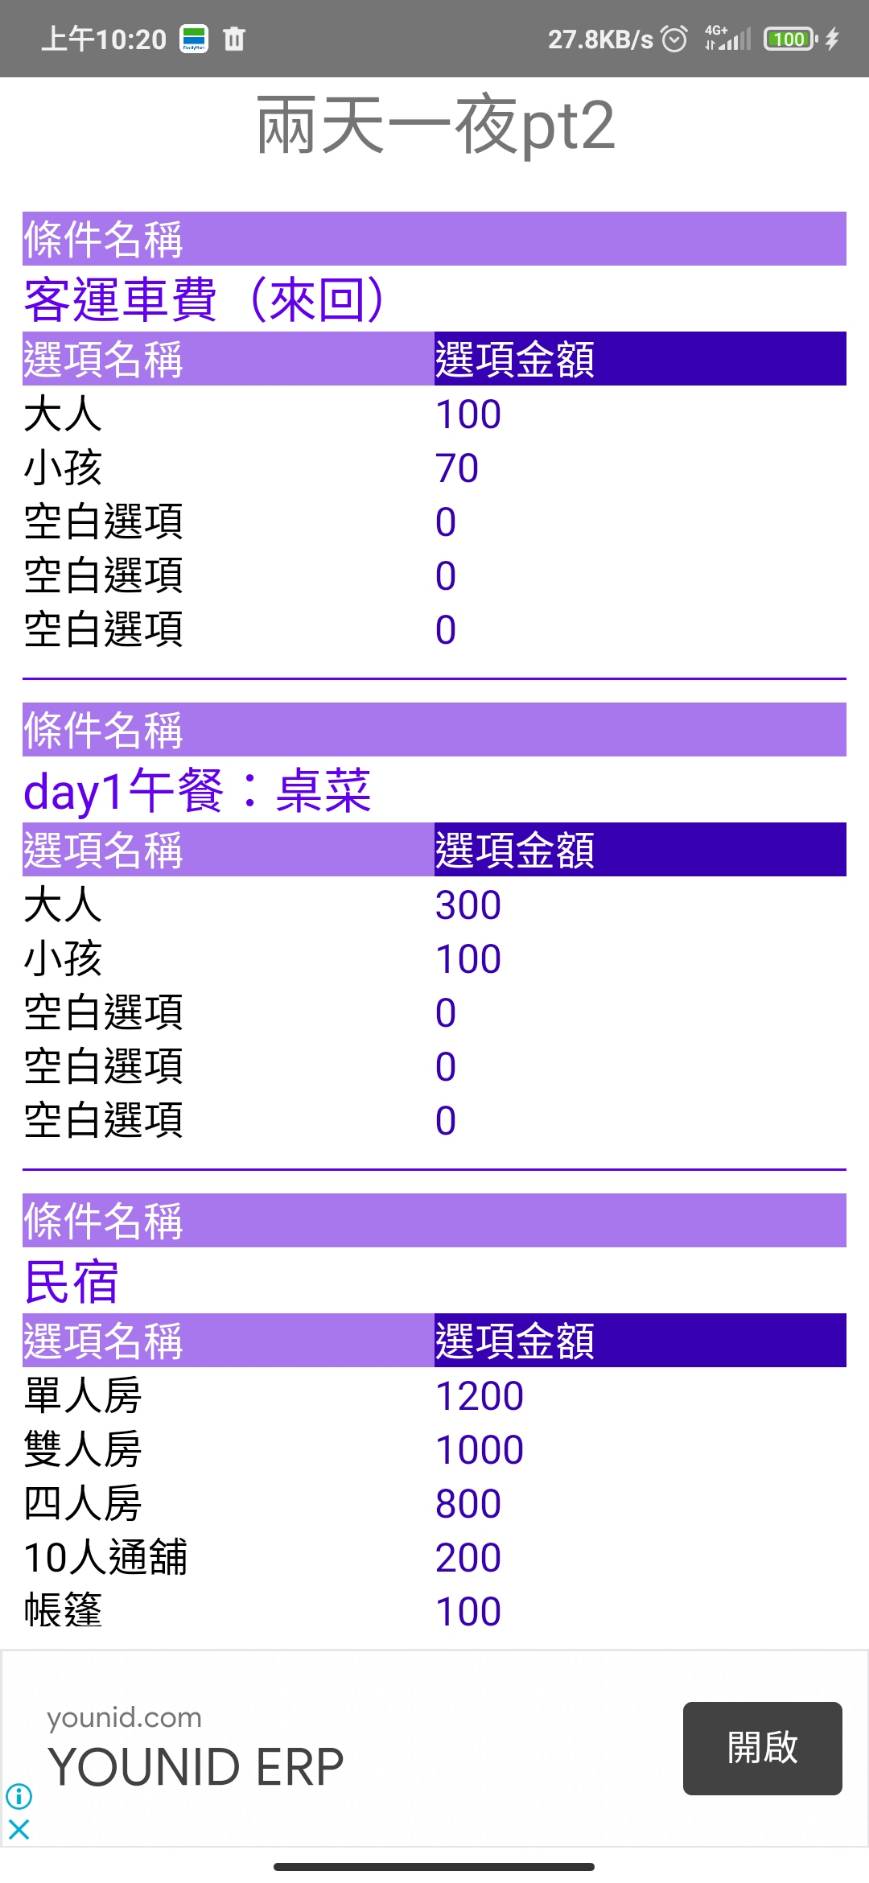 上午10:20
27.8KB/s 4G+ 100
兩天一夜pt2
條件名稱
客運車費（來回）
選項名稱 選項金額
大人 100
小孩 70
空白選項 0
空白選項 0
空白選項 0
條件名稱
day1午餐：桌菜
選項名稱 選項金額
大人 300
小孩 100
空白選項 0
空白選項 0
空白選項 0
條件名稱
民宿
選項名稱 選項金額
單人房 1200
雙人房 1000
四人房 800
10人通舖 200
帳篷 100
younid.com
YOUNID ERP
開啟